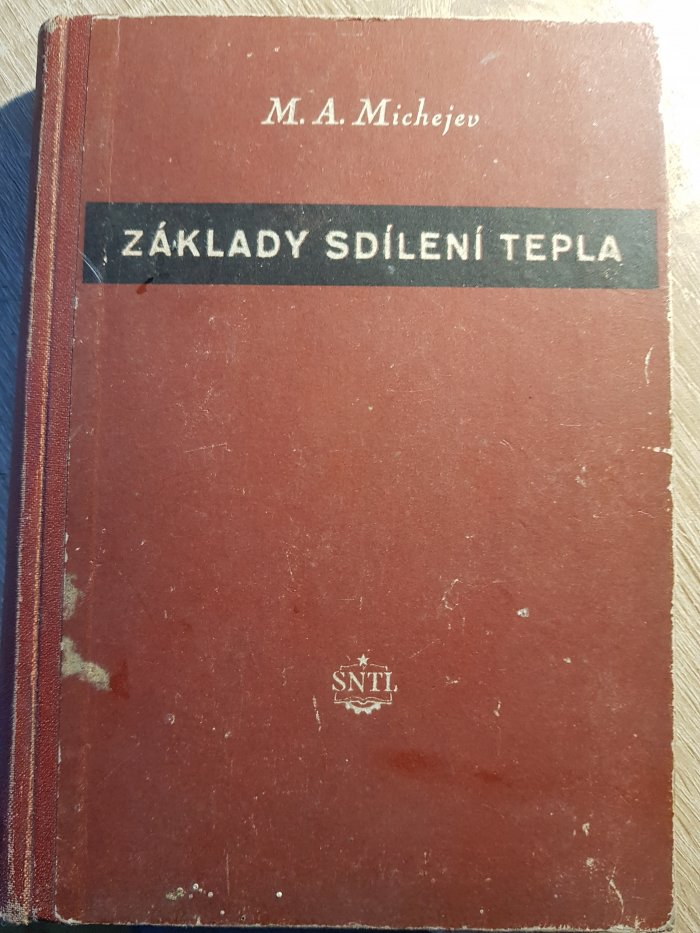 M. A. Michejev
ZÁKLADY SDÍLENÍ TEPLA
SNTL